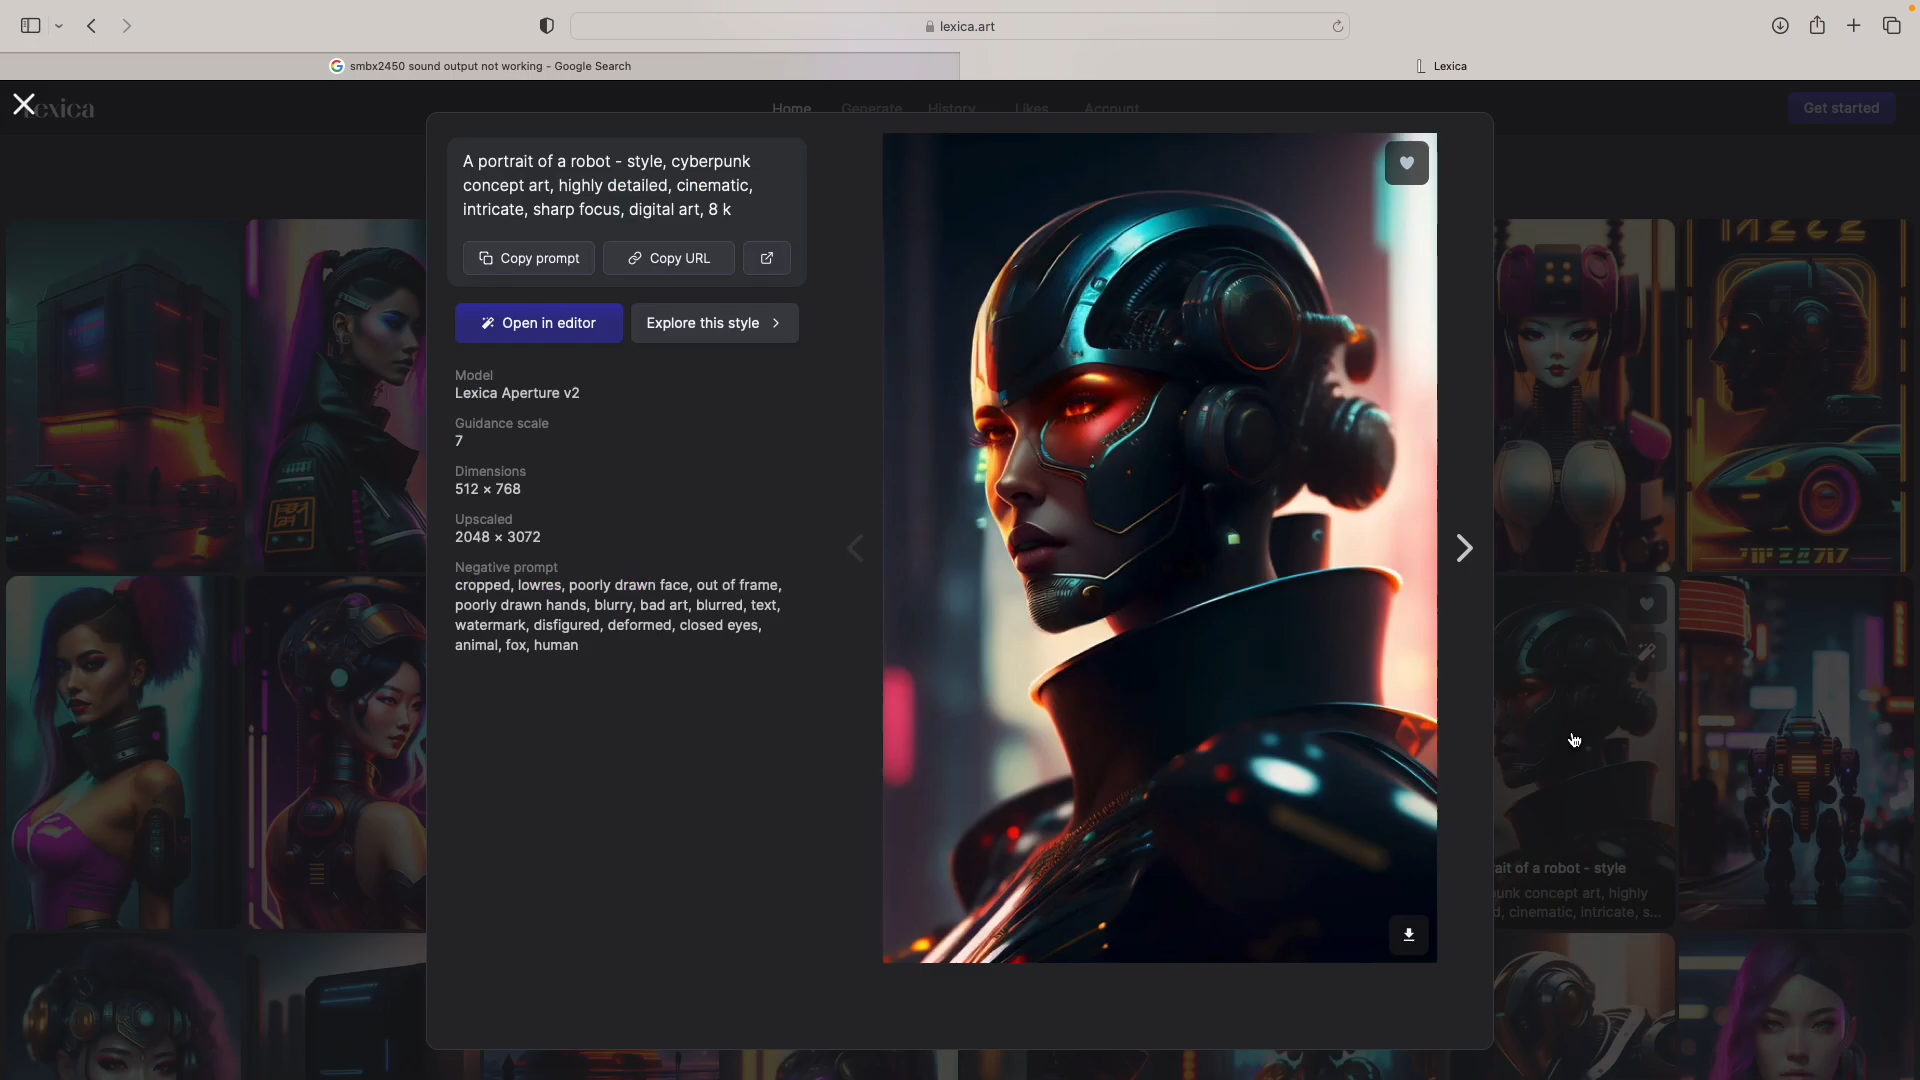 lexica.art
smbx2450 sound output not working - Google Search
Lexica
exica
Home
Generate
History
Likes
Account
Get started
A portrait of a robot - style, cyberpunk
concept art, highly detailed, cinematic,
intricate, sharp focus, digital art, 8 k
Copy prompt
Copy URL
Open in editor
Explore this style
Model
Lexica Aperture v2
Guidance scale
7
Dimensions
512 × 768
Upscaled
2048 × 3072
Negative prompt
cropped, lowres, poorly drawn face, out of frame,
poorly drawn hands, blurry, bad art, blurred, text,
watermark, disfigured, deformed, closed eyes,
animal, fox, human
ait of a robot - style
unk concept art, highly
d, cinematic, intricate, s...